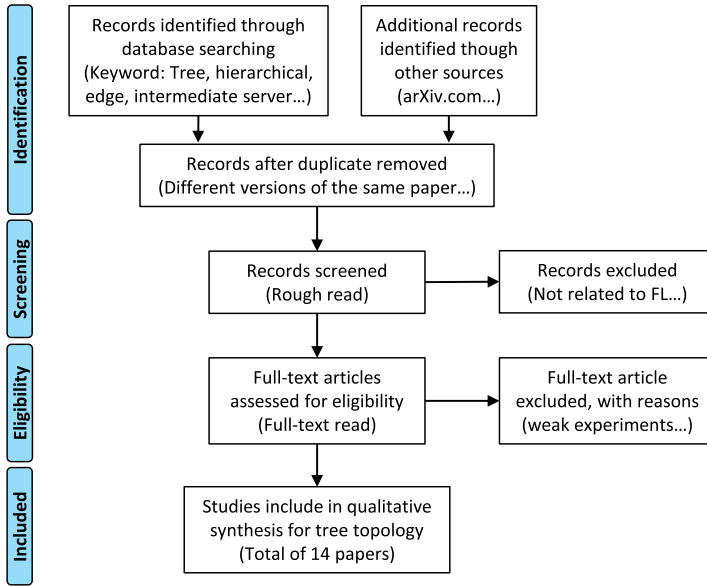 Identification
Records identified through
database searching
(Keyword: Tree, hierarchical,
edge, intermediate server…)
Additional records
identified though
other sources
(arXiv.com…)
Records after duplicate removed
(Different versions of the same paper…)
Screening
Records screened
(Rough read)
Records excluded
(Not related to FL…)
Eligibility
Full-text articles
assessed for eligibility
(Full-text read)
Full-text article
excluded, with reasons
(weak experiments…)
Included
Studies include in qualitative
synthesis for tree topology
(Total of 14 papers)